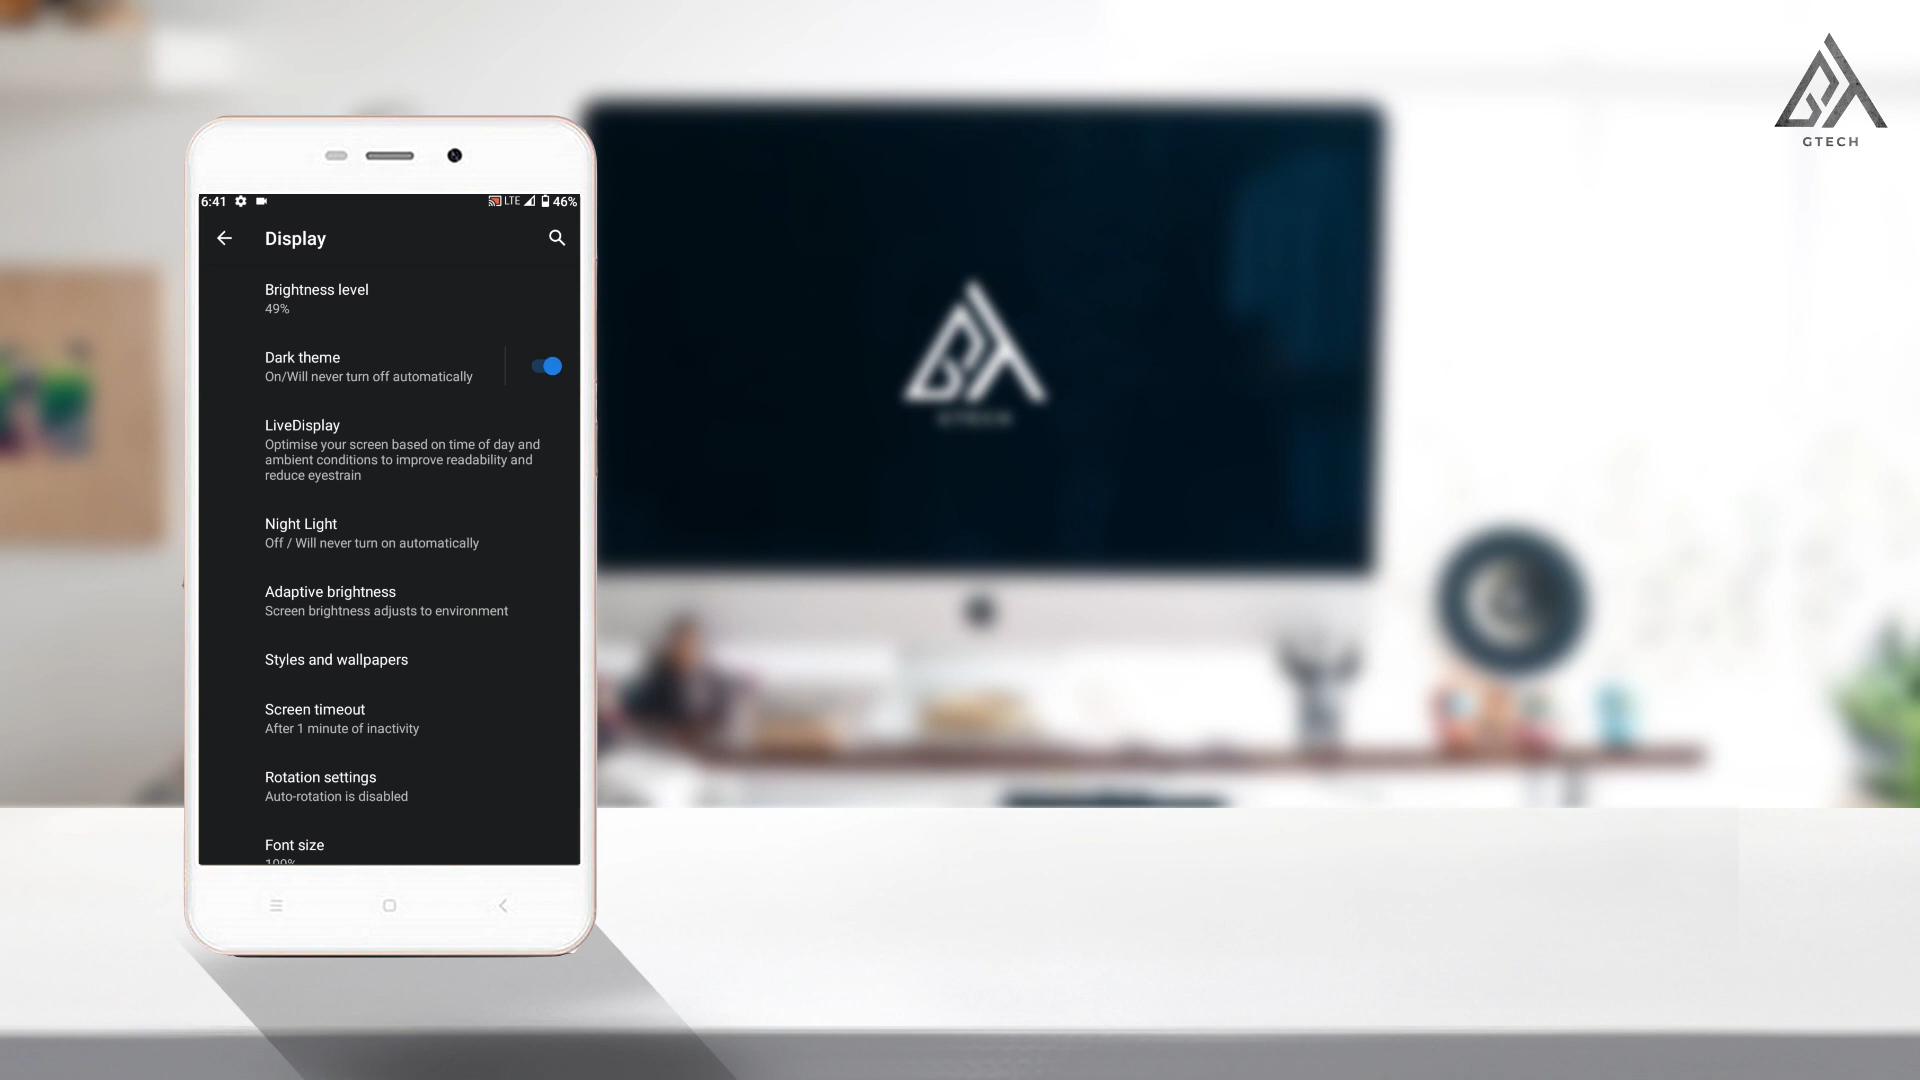 GTECH
6:41 LTE 46%
Display
Brightness level
49%
Dark theme
On/Will never turn off automatically
LiveDisplay
Optimise your screen based on time of day and
ambient conditions to improve readability and
reduce eyestrain
Night Light
Off / Will never turn on automatically
Adaptive brightness
Screen brightness adjusts to environment
Styles and wallpapers
Screen timeout
After 1 minute of inactivity
Rotation settings
Auto-rotation is disabled
Font size
100%
GTECH